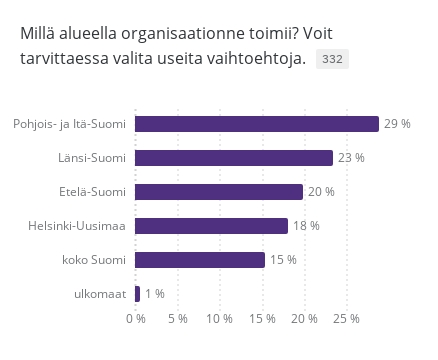 Millä alueella organisaationne toimii? Voit
tarvittaessa valita useita vaihtoehtoja. 332
Pohjois- ja Itä-Suomi 29 %
Länsi-Suomi 23 %
Etelä-Suomi 20 %
Helsinki-Uusimaa 18 %
koko Suomi 15 %
ulkomaat 1 %
0 % 5 % 10 % 15 % 20 % 25 %